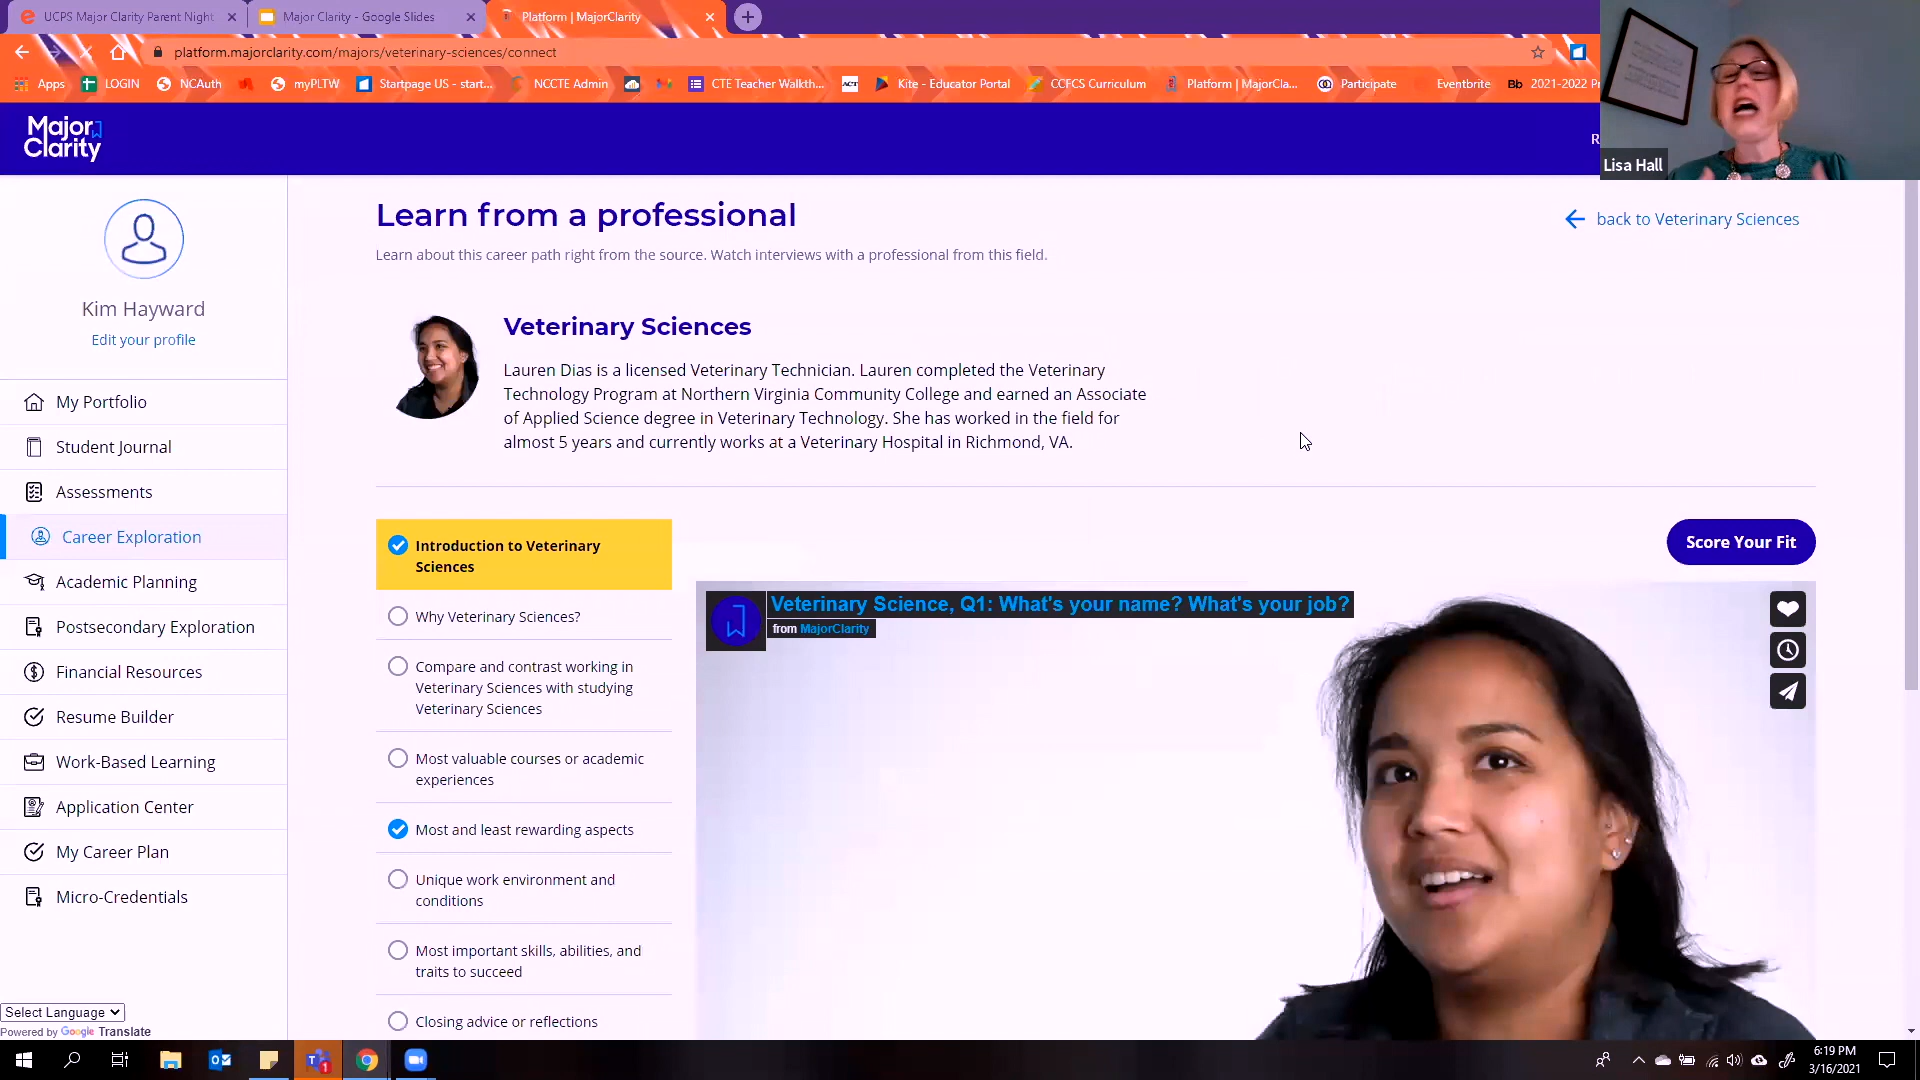 UCPS Major Clarity Parent Night
Major Clarity - Google Slides
Platform | MajorClarity
platform.majorclarity.com/majors/veterinary-sciences/connect
Apps
LOGIN
NCAuth
myPLTW
Startpage US - start...
NCCTE Admin
CTE Teacher Walkth...
ACT
Kite - Educator Portal
CCFCS Curriculum
Platform | MajorCla...
Participate
Eventbrite
Bb 2021-2022 P
Major
Clarity
R
Lisa Hall
Kim Hayward
Edit your profile
My Portfolio
Student Journal
Assessments
Career Exploration
Academic Planning
Postsecondary Exploration
Financial Resources
Resume Builder
Work-Based Learning
Application Center
My Career Plan
Micro-Credentials
Select Language
Powered by Google Translate
Learn from a professional
back to Veterinary Sciences
Learn about this career path right from the source. Watch interviews with a professional from this field.
Veterinary Sciences
Lauren Dias is a licensed Veterinary Technician. Lauren completed the Veterinary
Technology Program at Northern Virginia Community College and earned an Associate
of Applied Science degree in Veterinary Technology. She has worked in the field for
almost 5 years and currently works at a Veterinary Hospital in Richmond, VA.
Introduction to Veterinary
Sciences
Why Veterinary Sciences?
Compare and contrast working in
Veterinary Sciences with studying
Veterinary Sciences
Most valuable courses or academic
experiences
Most and least rewarding aspects
Unique work environment and
conditions
Most important skills, abilities, and
traits to succeed
Closing advice or reflections
Score Your Fit
Veterinary Science, Q1: What's your name? What's your job?
from MajorClarity
6:19 PM
3/16/2021